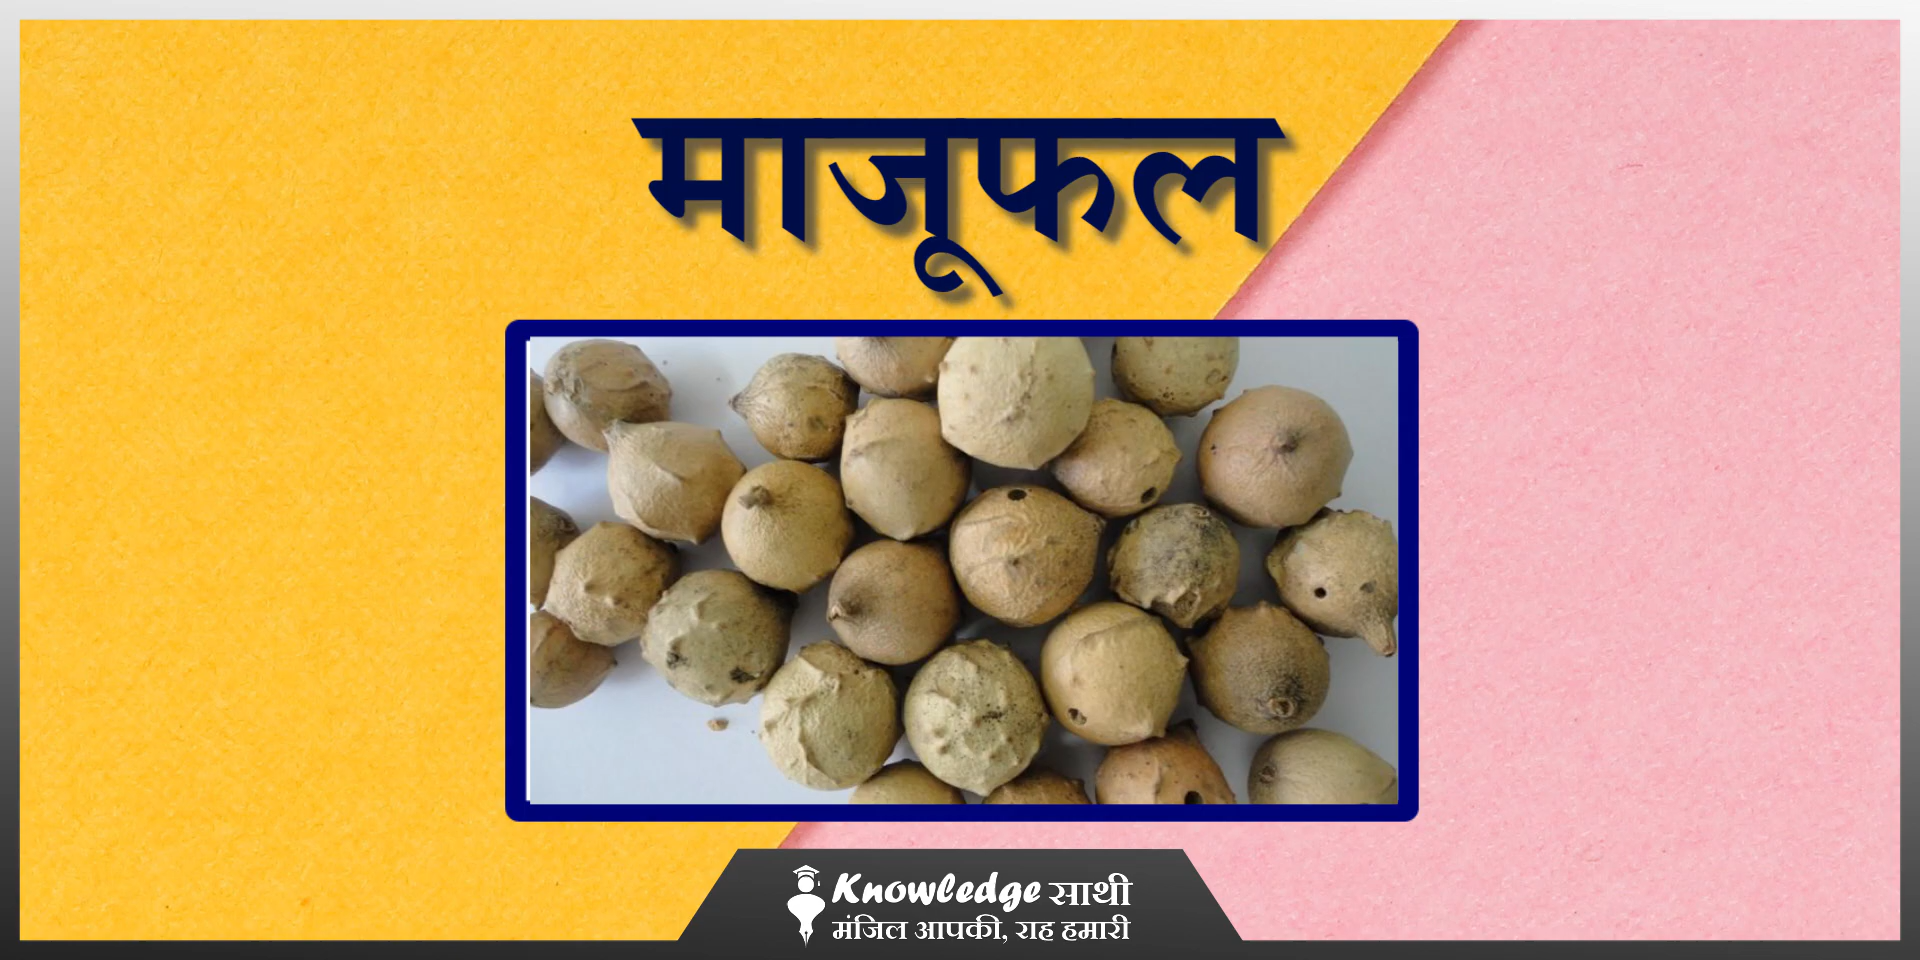 माजूफल
Knowledge साथी
मंजिल आपकी, राह हमारी